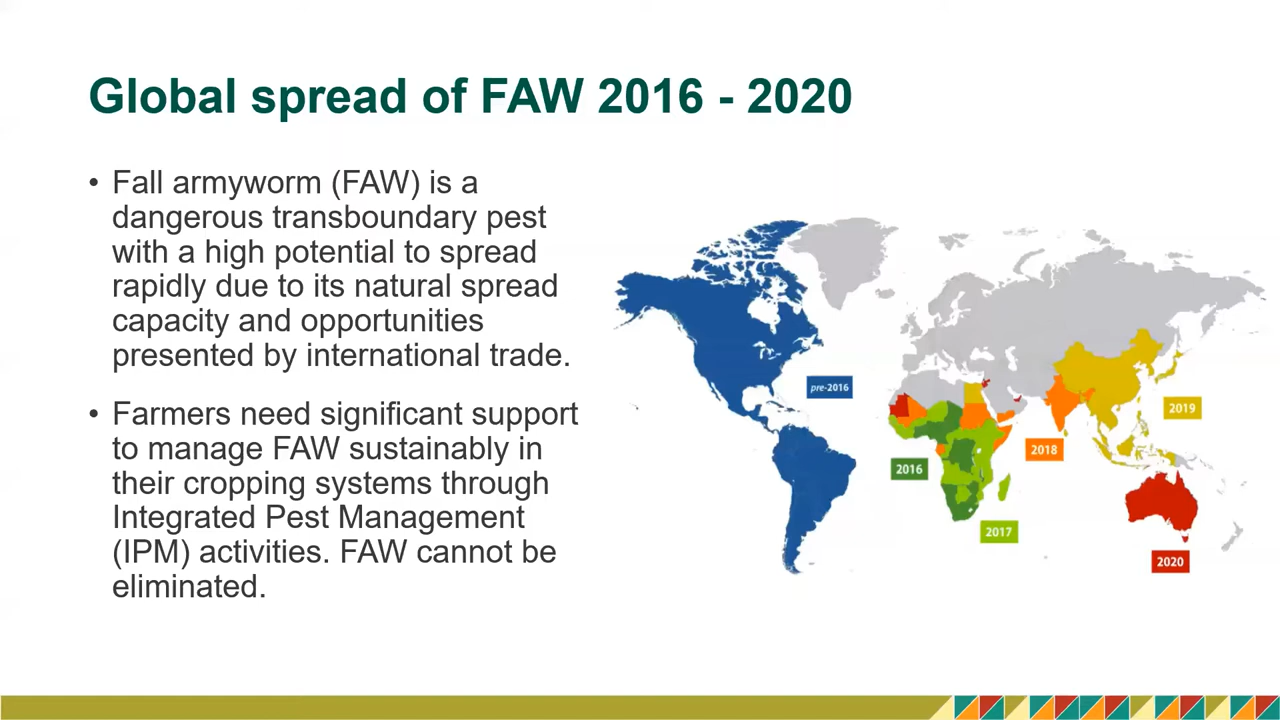 Global spread of FAW 2016 - 2020
• Fall armyworm (FAW) is a
dangerous transboundary pest
with a high potential to spread
rapidly due to its natural spread
capacity and opportunities
presented by international trade.
• Farmers need significant support
to manage FAW sustainably in
their cropping systems through
Integrated Pest Management
(IPM) activities. FAW cannot be
eliminated.
pre-2016
2019
2018
2016
2017
2020